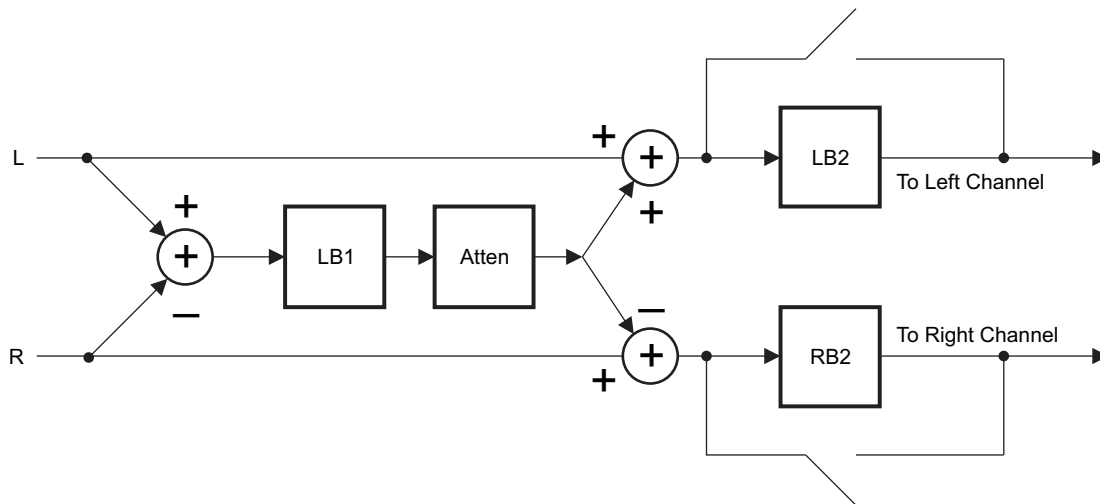 L
+
+
LB2
To Left Channel
+
+
+
LB1
Atten
−
−
To Right Channel
R
+
RB2
+